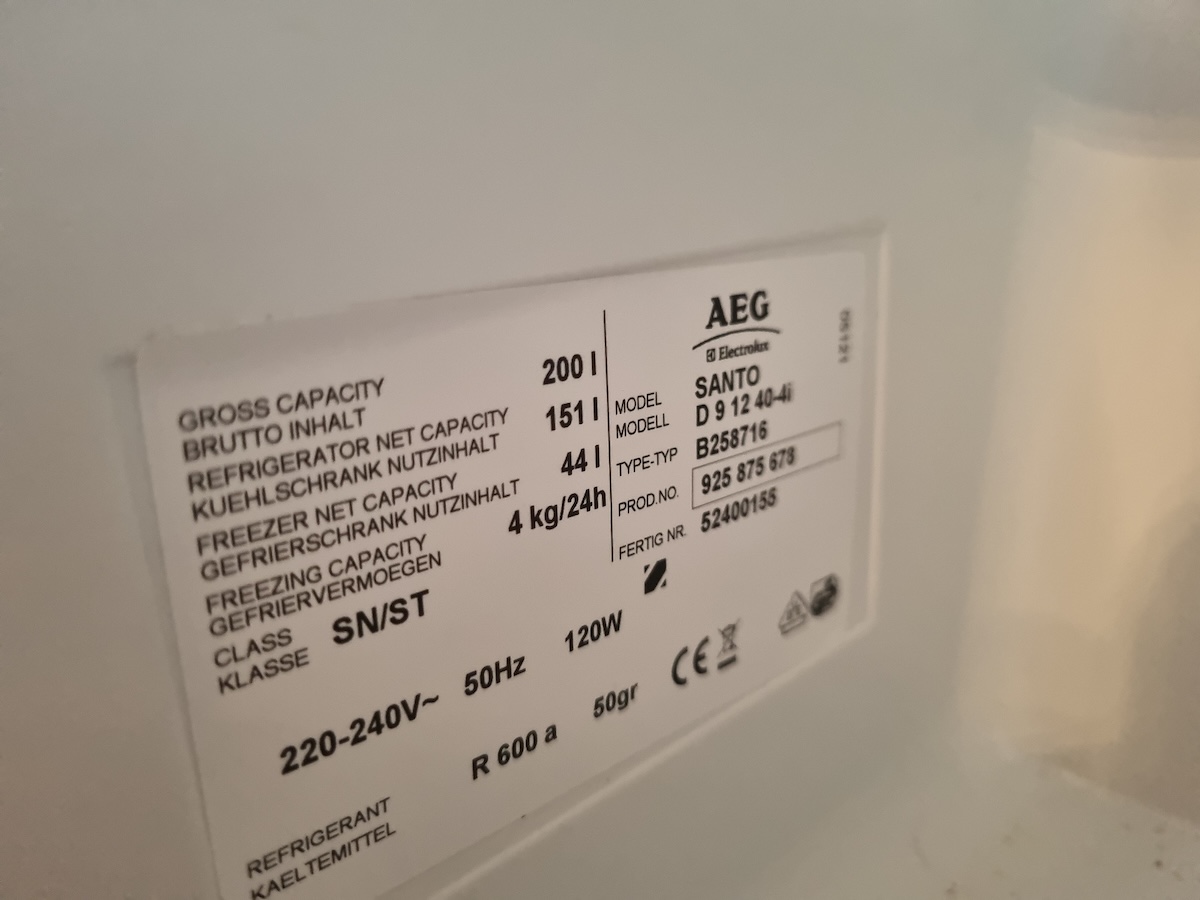 GROSS CAPACITY
BRUTTO INHALT
200 l
REFRIGERATOR NET CAPACITY
KUEHLSCHRANK NUTZINHALT
151 l
FREEZER NET CAPACITY
GEFRIERSCHRANK NUTZINHALT
44 l
FREEZING CAPACITY
GEFRIERVERMOEGEN
4 kg/24h
CLASS
KLASSE
SN/ST
220-240V~ 50Hz 120W
REFRIGERANT
KAELTEMITTEL
R 600 a 50gr
AEG
Electrolux
MODEL
MODELL
SANTO
D 9 12 40-4i
TYPE-TYP B258716
PROD.NO. 925 875 678
FERTIG NR.
CE